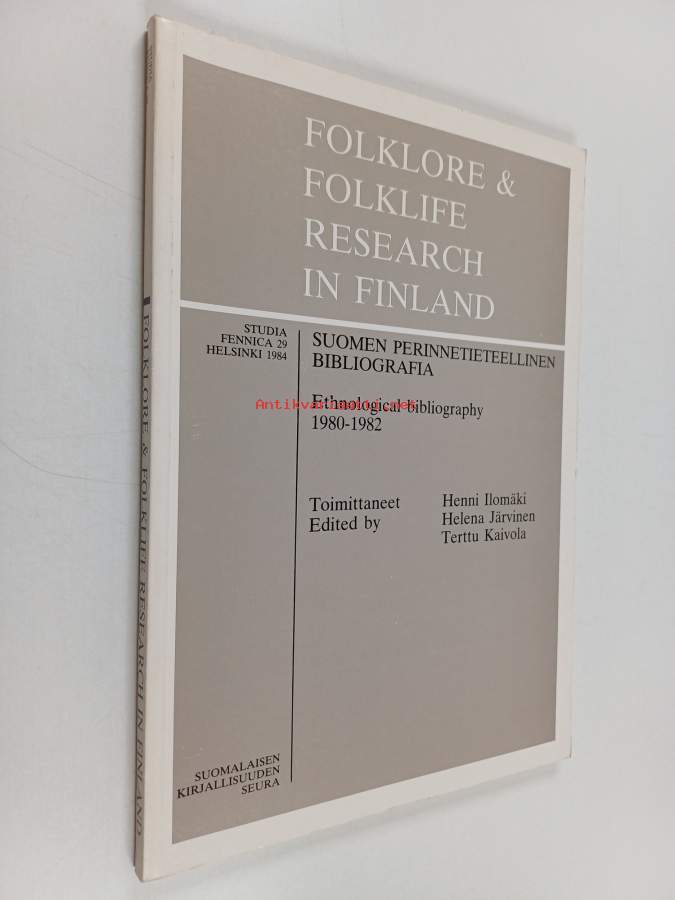 FOLKLORE &
FOLKLIFE
RESEARCH
IN FINLAND
STUDIA
FENNICA 29
HELSINKI 1984
SUOMEN PERINNETIETEELLINEN
BIBLIOGRAFIA
Ethnological bibliography
1980-1982
Antikvariaatti.net
Toimittaneet
Edited by
Henni Ilomäki
Helena Järvinen
Terttu Kaivola
SUOMALAISEN
KIRJALLISUUDEN
SEURA
FOLKLORE & FOLKLIFE RESEARCH IN FINLAND